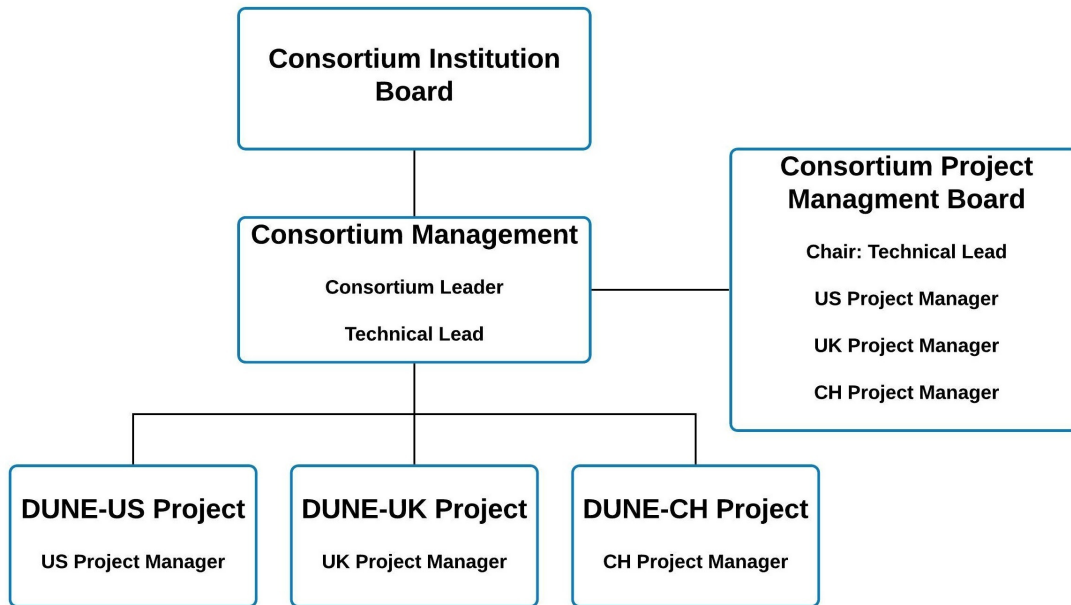 Consortium Institution
Board
Consortium Project
Managment Board
Chair: Technical Lead
US Project Manager
UK Project Manager
CH Project Manager
Consortium Management
Consortium Leader
Technical Lead
DUNE-US Project
US Project Manager
DUNE-UK Project
UK Project Manager
DUNE-CH Project
CH Project Manager